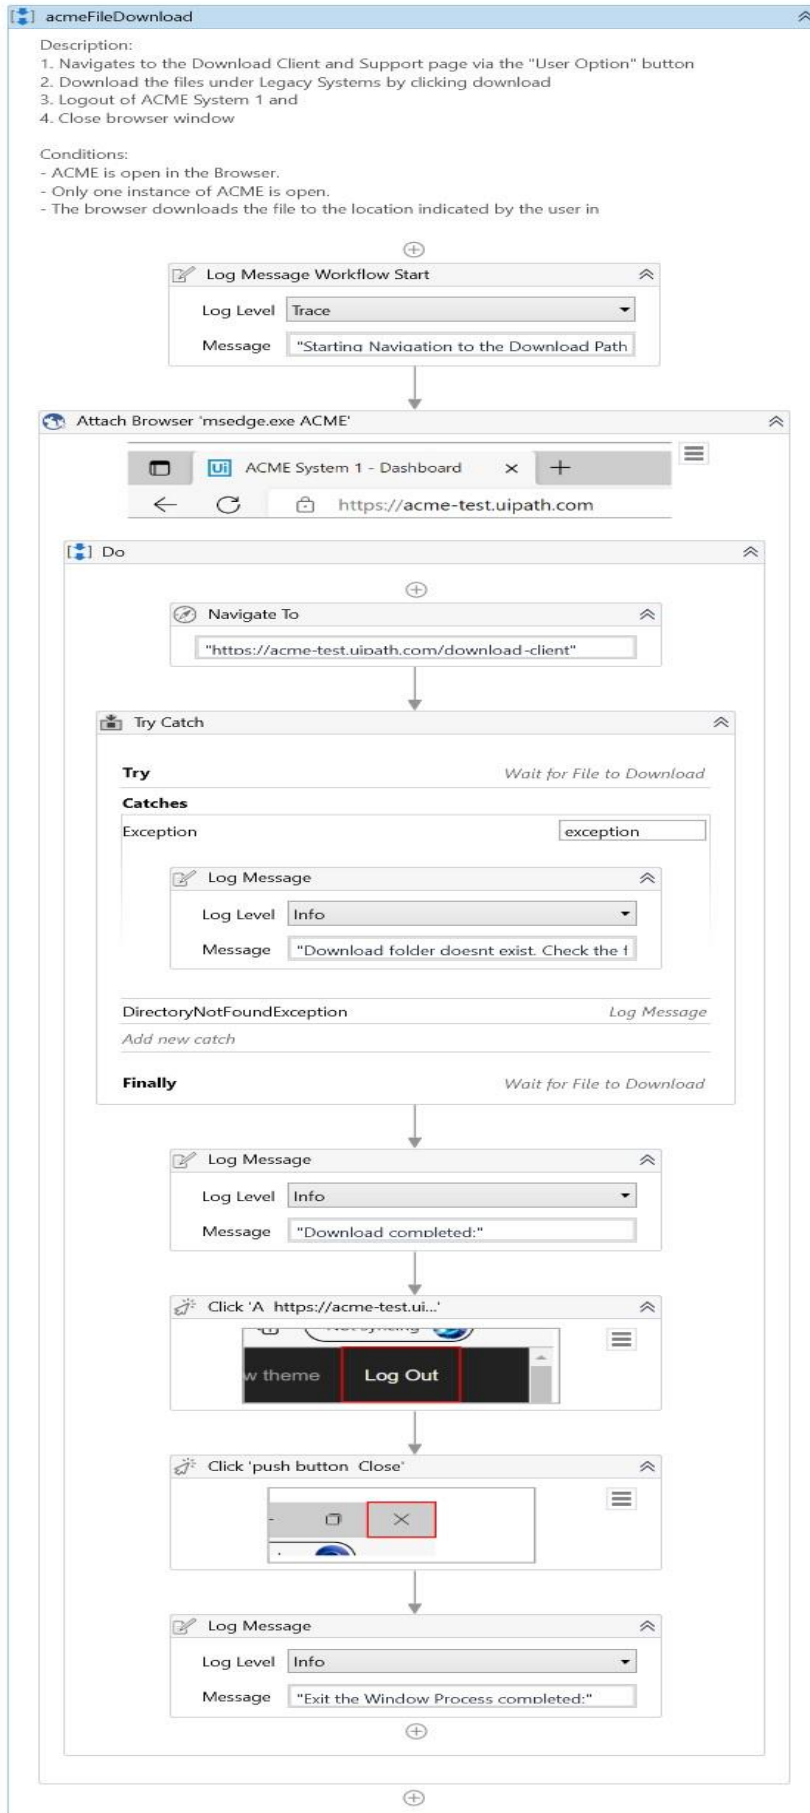 acmeFileDownload
Description:
1. Navigates to the Download Client and Support page via the "User Option" button
2. Download the files under Legacy Systems by clicking download
3. Logout of ACME System 1 and
4. Close browser window
Conditions:
- ACME is open in the Browser.
- Only one instance of ACME is open.
- The browser downloads the file to the location indicated by the user in
Log Message Workflow Start
Log Level Trace
Message "Starting Navigation to the Download Path
Attach Browser 'msedge.exe ACME'
Ui ACME System 1 - Dashboard
https://acme-test.uipath.com
Do
Navigate To
"https://acme-test.uipath.com/download-client"
Try Catch
Try Wait for File to Download
Catches
Exception exception
Log Message
Log Level Info
Message "Download folder doesnt exist. Check the f
DirectoryNotFoundException Log Message
Add new catch
Finally Wait for File to Download
Log Message
Log Level Info
Message "Download completed:"
Click 'A https://acme-test.ui...'
Not syncing
w theme Log Out
Click 'push button Close'
Log Message
Log Level Info
Message "Exit the Window Process completed:"